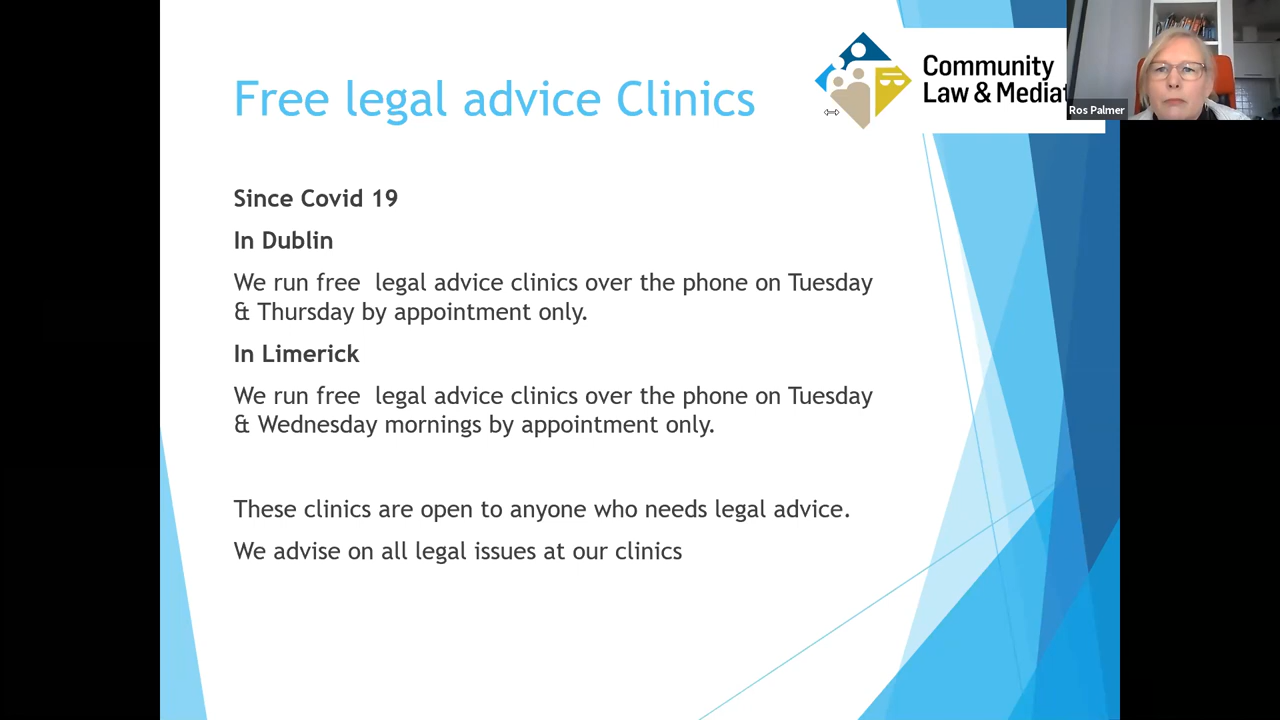 Free legal advice Clinics
Community
Law & Mediat
Ros Palmer
Since Covid 19
In Dublin
We run free legal advice clinics over the phone on Tuesday
& Thursday by appointment only.
In Limerick
We run free legal advice clinics over the phone on Tuesday
& Wednesday mornings by appointment only.
These clinics are open to anyone who needs legal advice.
We advise on all legal issues at our clinics